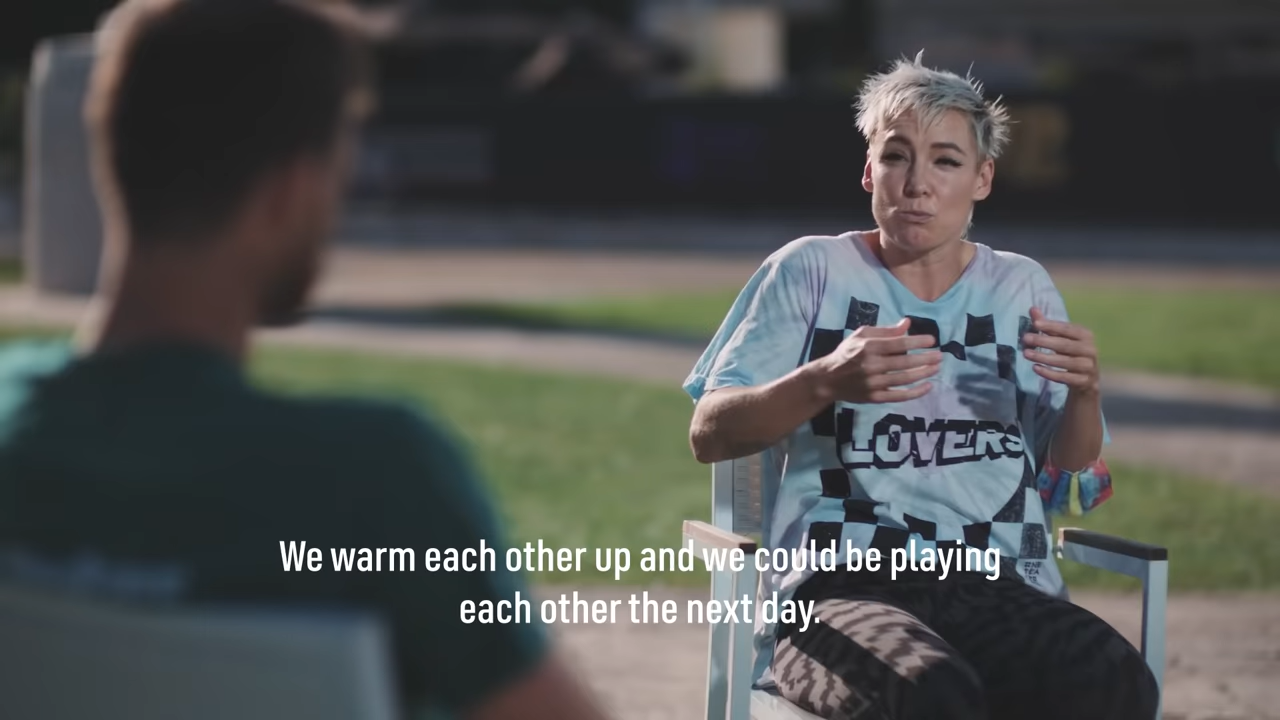 LOVERS
We warm each other up and we could be playing
each other the next day.